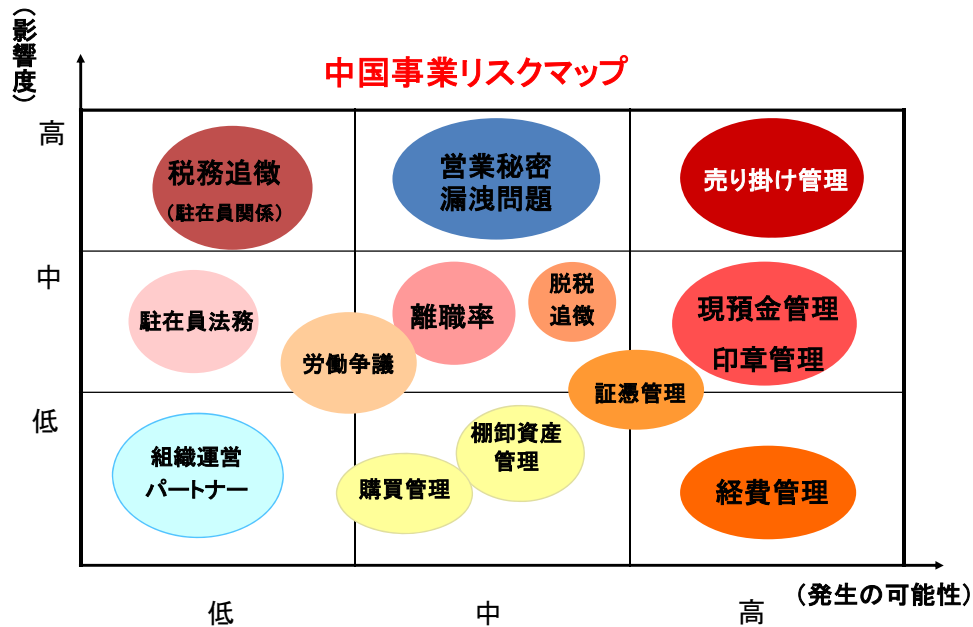 （影響度）
中国事業リスクマップ
高
税務追徴
（駐在員関係）
営業秘密
漏洩問題
売り掛け管理
中
駐在員法務
労働争議
離職率
脱税
追徴
現預金管理
印章管理
証憑管理
低
組織運営
パートナー
購買管理
棚卸資産
管理
経費管理
低
中
高
（発生の可能性）